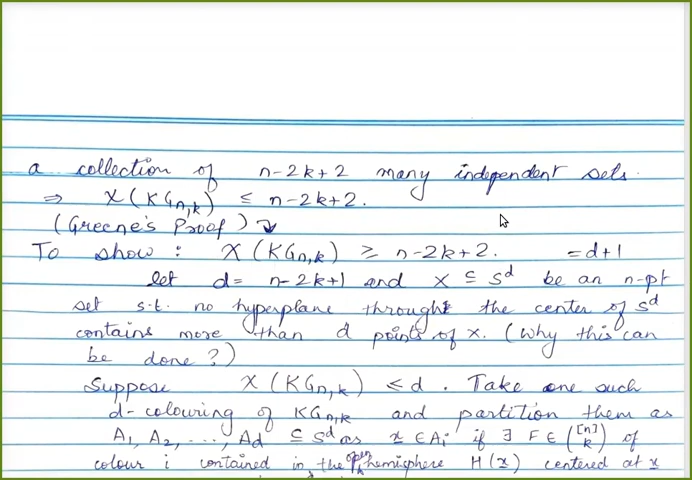 a collection of n-2k+2 many independent sets.
⇒ χ(KG_{n,k}) ≤ n-2k+2.
(Greene's Proof) ↴
To show : χ(KG_{n,k}) ≥ n-2k+2. = d+1
let d = n-2k+1 and X ⊆ S^d be an n-pt
set s.t. no hyperplane through the center of S^d
contains more than d points of X. (Why this can
be done?)
Suppose χ(KG_{n,k}) ≤ d. Take one such
d-colouring of KG_{n,k} and partition them as
A_1, A_2, ..., A_d ⊆ S^d as x ∈ A_i if ∃ F ∈ \binom{[n]}{k} of
colour i contained in the open hemisphere H(x) centered at x